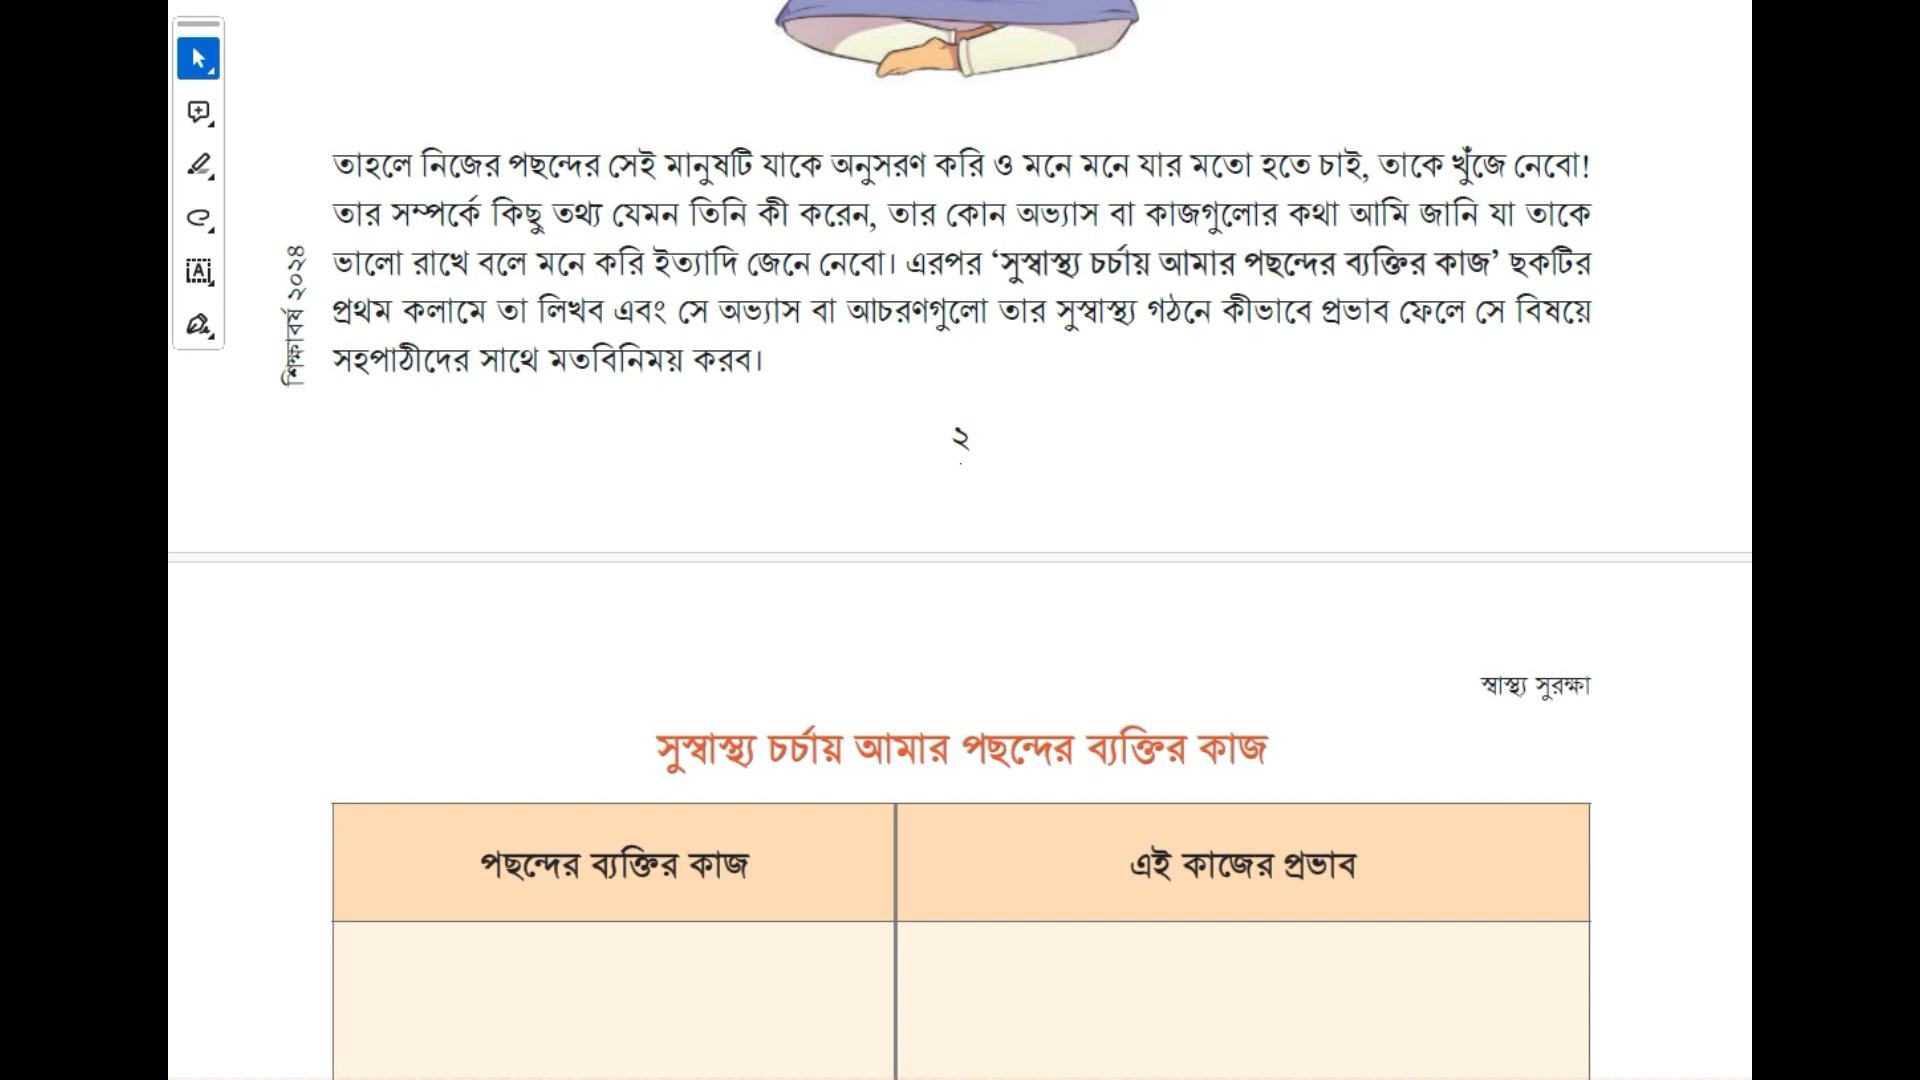 তাহলে নিজের পছন্দের সেই মানুষটি যাকে অনুসরণ করি ও মনে মনে যার মতো হতে চাই, তাকে খুঁজে নেবো!
তার সম্পর্কে কিছু তথ্য যেমন তিনি কী করেন, তার কোন অভ্যাস বা কাজগুলোর কথা আমি জানি যা তাকে
ভালো রাখে বলে মনে করি ইত্যাদি জেনে নেবো। এরপর ‘সুস্বাস্থ্য চর্চায় আমার পছন্দের ব্যক্তির কাজ’ ছকটির
প্রথম কলামে তা লিখব এবং সে অভ্যাস বা আচরণগুলো তার সুস্বাস্থ্য গঠনে কীভাবে প্রভাব ফেলে সে বিষয়ে
সহপাঠীদের সাথে মতবিনিময় করব।
শিক্ষাবর্ষ ২০২৪
২
স্বাস্থ্য সুরক্ষা
সুস্বাস্থ্য চর্চায় আমার পছন্দের ব্যক্তির কাজ
পছন্দের ব্যক্তির কাজ
এই কাজের প্রভাব